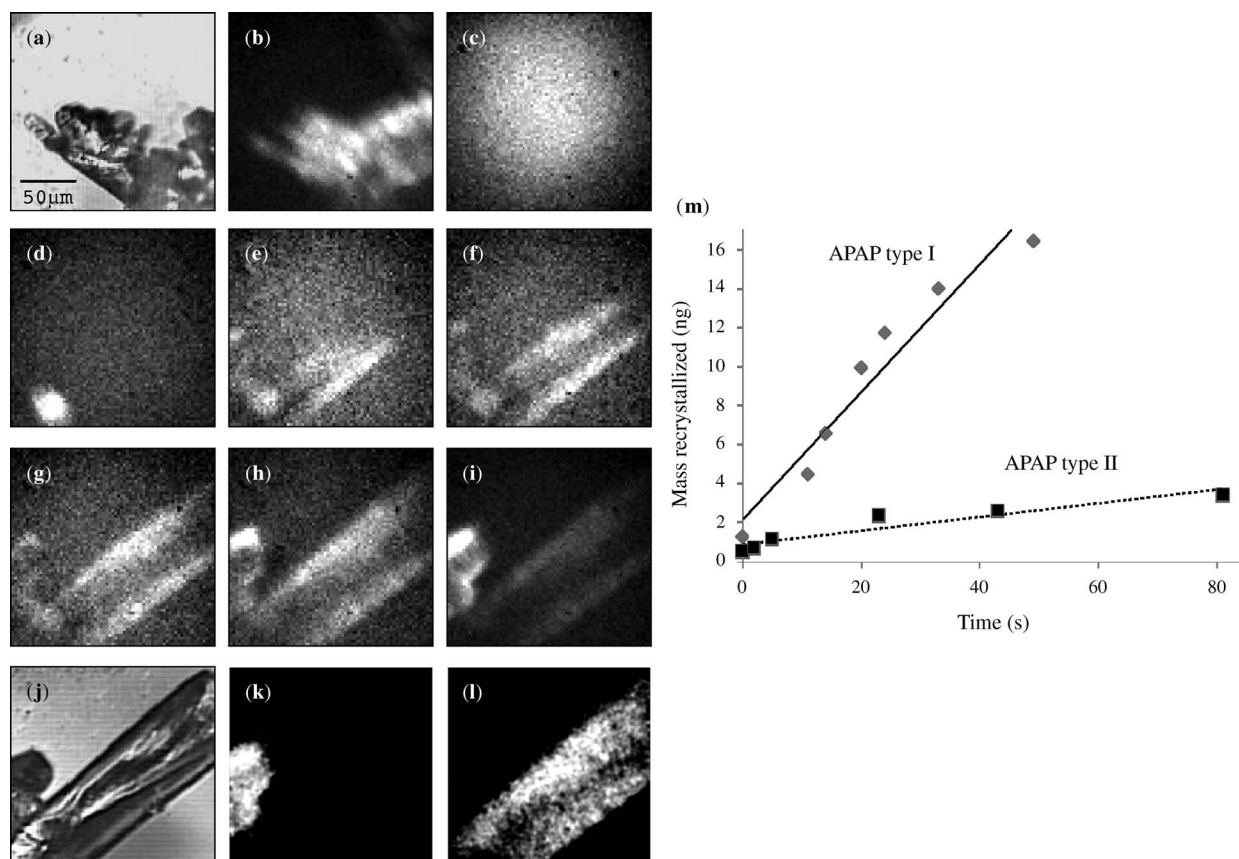 (a)
50μm
(b)
(c)
(d)
(e)
(f)
(g)
(h)
(i)
(j)
(k)
(l)
(m)
APAP type I
APAP type II
Mass recrystallized (ng)
16
14
12
10
8
6
4
2
0
0 20 40 60 80
Time (s)